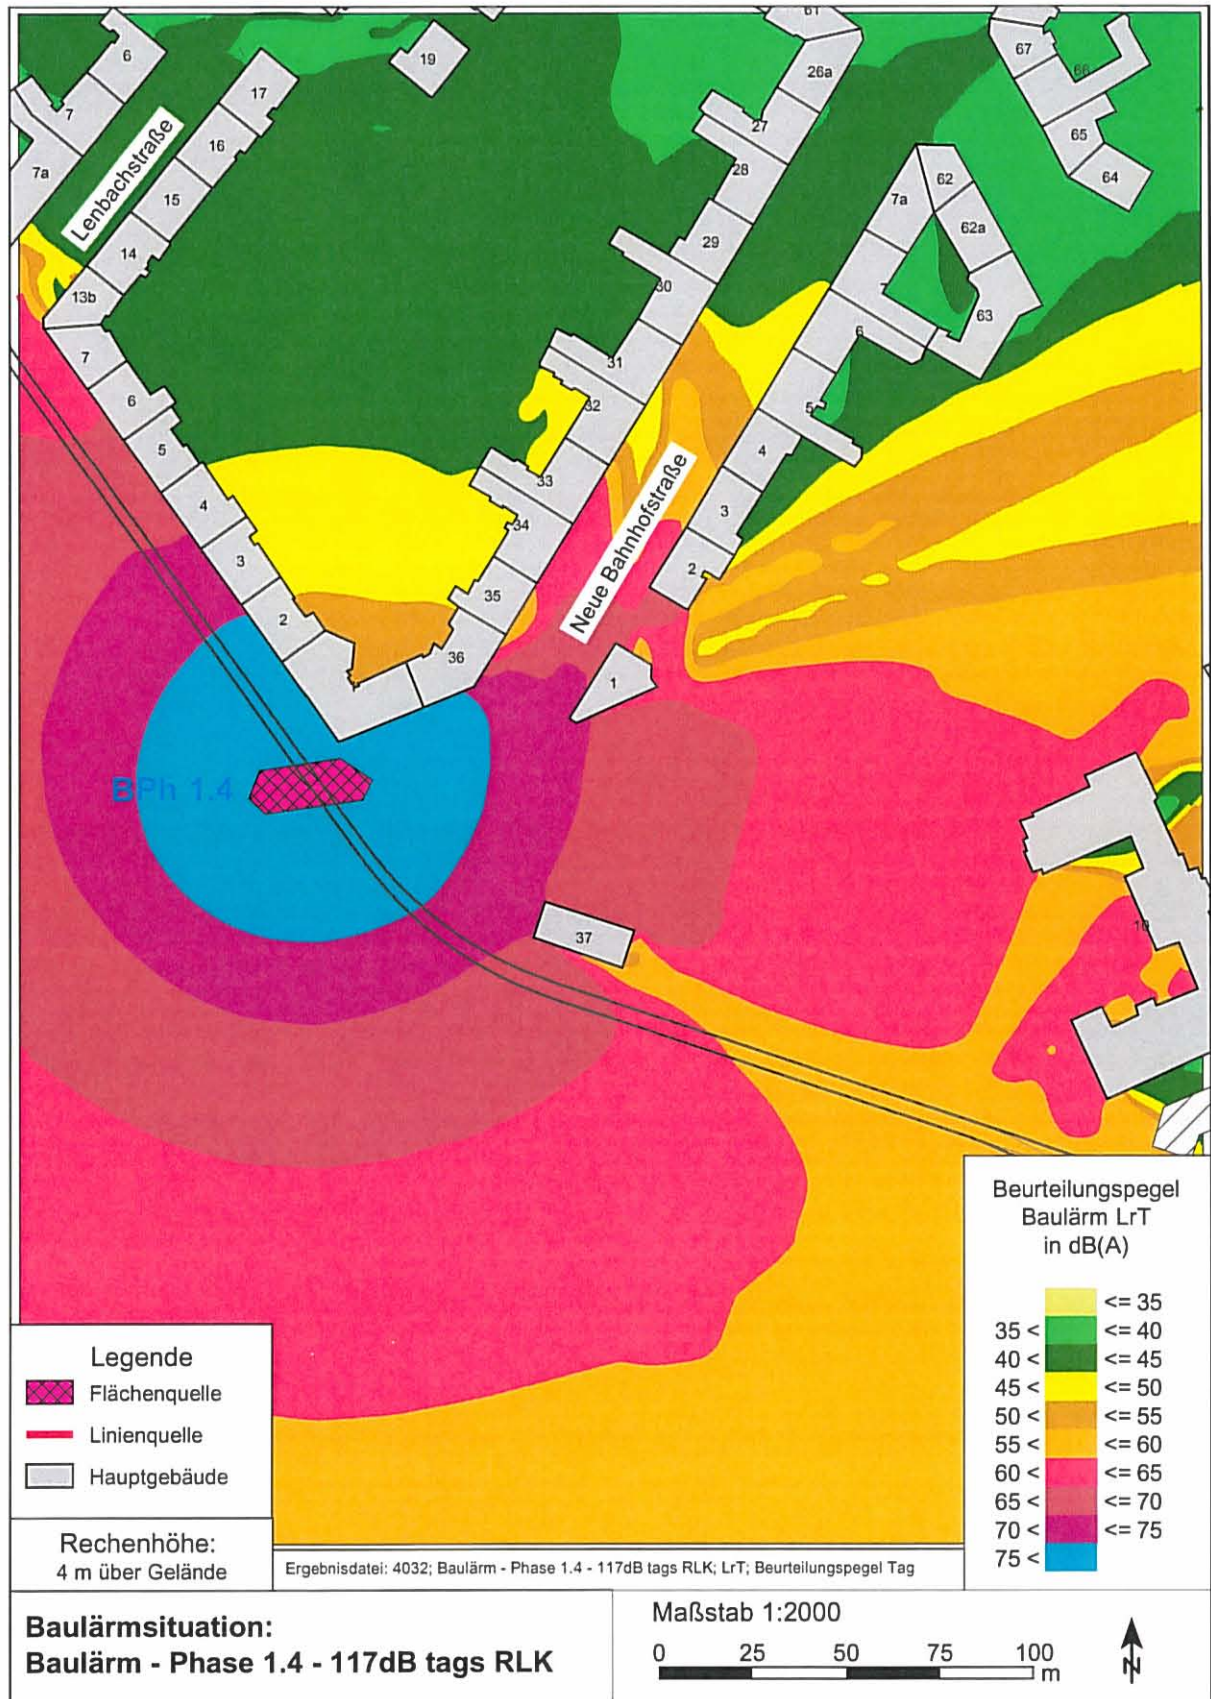 6
7
7a
Lenbachstraße
17
16
15
14
13b
19
61
26a
27
28
29
30
31
32
33
34
35
36
67
66
65
64
62
62a
63
7a
7
6
5
4
3
2
Neue Bahnhofstraße
1
7
6
5
4
3
2
BPh 1.4
37
10
Beurteilungspegel
Baulärm LrT
in dB(A)
<= 35
35 < <= 40
40 < <= 45
45 < <= 50
50 < <= 55
55 < <= 60
60 < <= 65
65 < <= 70
70 < <= 75
75 <
Legende
Flächenquelle
Linienquelle
Hauptgebäude
Rechenhöhe:
4 m über Gelände
Ergebnisdatei: 4032; Baulärm - Phase 1.4 - 117dB tags RLK; LrT; Beurteilungspegel Tag
Baulärmsituation:
Baulärm - Phase 1.4 - 117dB tags RLK
Maßstab 1:2000
0 25 50 75 100
m
N